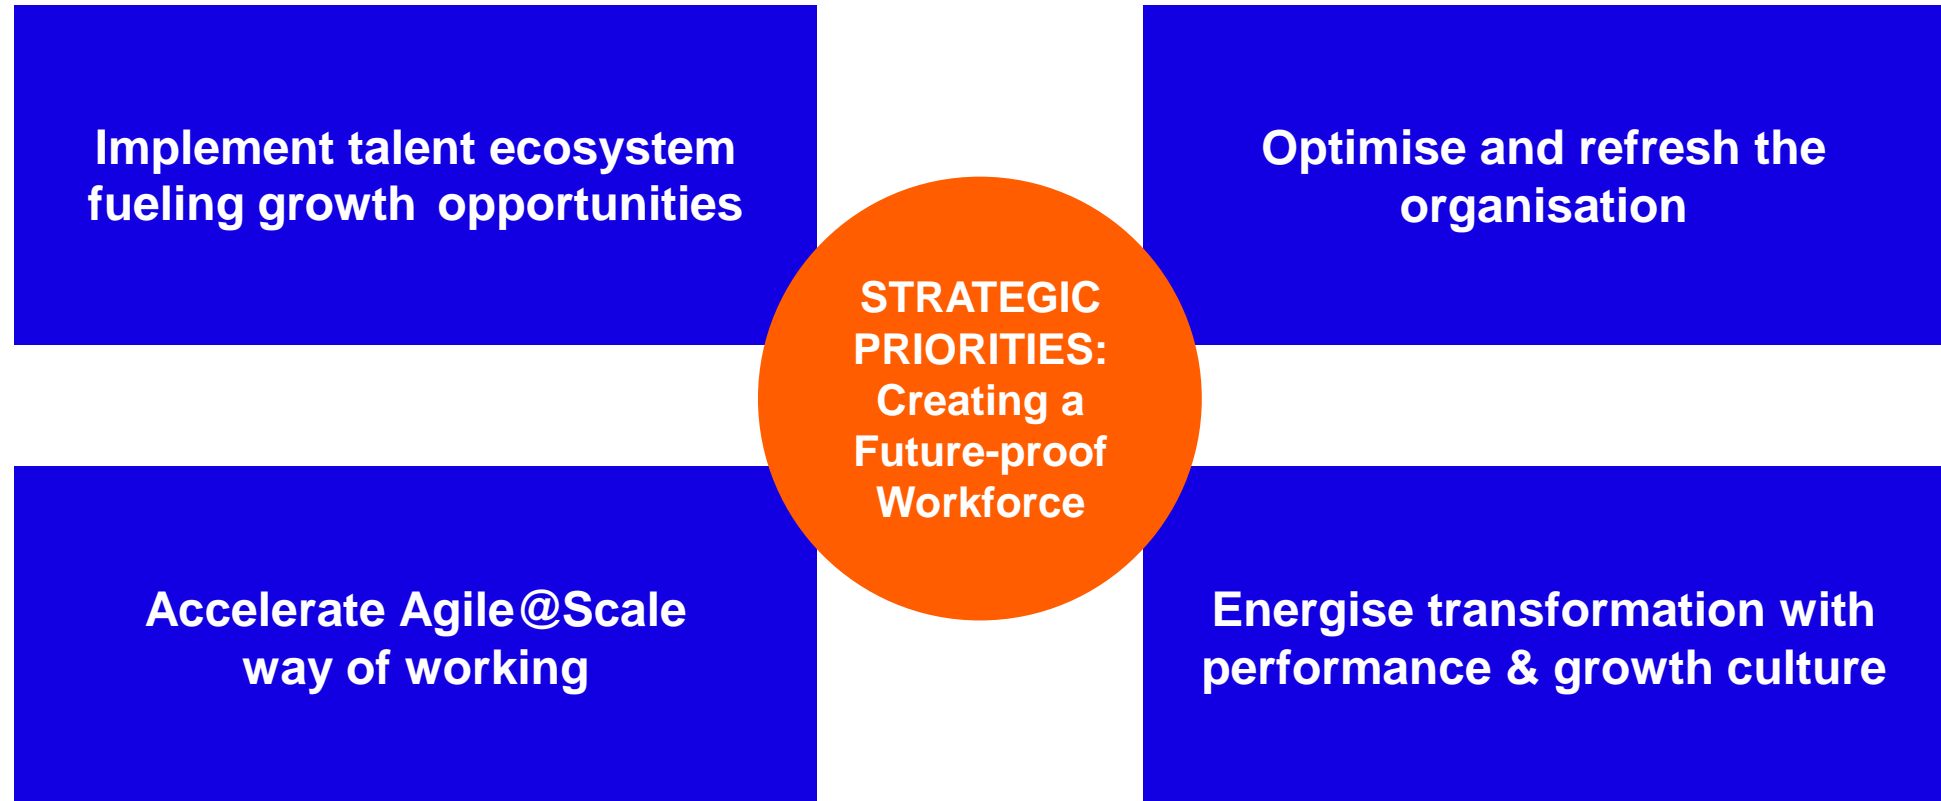 Implement talent ecosystem
fueling growth opportunities
Optimise and refresh the
organisation
STRATEGIC
PRIORITIES:
Creating a
Future-proof
Workforce
Accelerate Agile@Scale
way of working
Energise transformation with
performance & growth culture